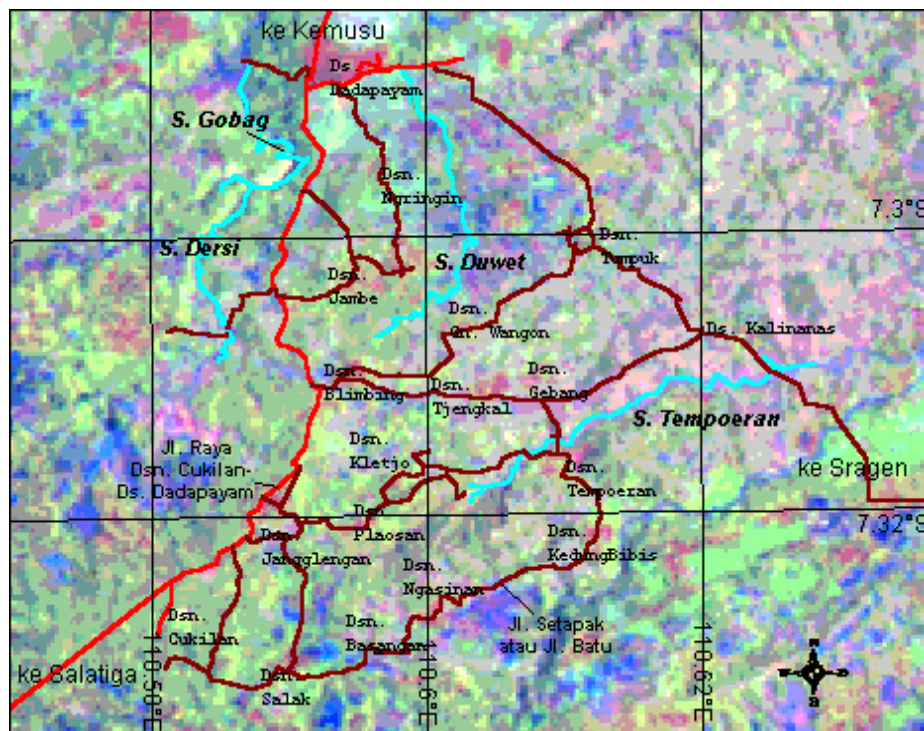 ke Kemusu
Ds.
Dadapayam
S. Gobag
Dsn.
Ngringin
7.3°S
S. Dersi
S. Duwet
Dsn.
Tumpuk
Dsn.
Jambe
Dsn.
Gn. Wangon
Ds. Kalinanas
Dsn.
Blimbing
Dsn.
Tjengkal
Dsn.
Gebang
S. Tempoeran
Dsn.
Kletjo
Jl. Raya
Dsn. Cukilan-
Ds. Dadapayam
ke Sragen
Dsn.
Tempoeran
7.32°S
Dsn.
Plaosan
Dsn.
Jangglengan
Dsn.
KedungBibis
Dsn.
Ngasinan
Dsn.
Cukilan
Dsn.
Basangan
Jl. Setapak
atau Jl. Batu
ke Salatiga
Dsn.
Salak
110.58°E
110.6°E
110.62°E